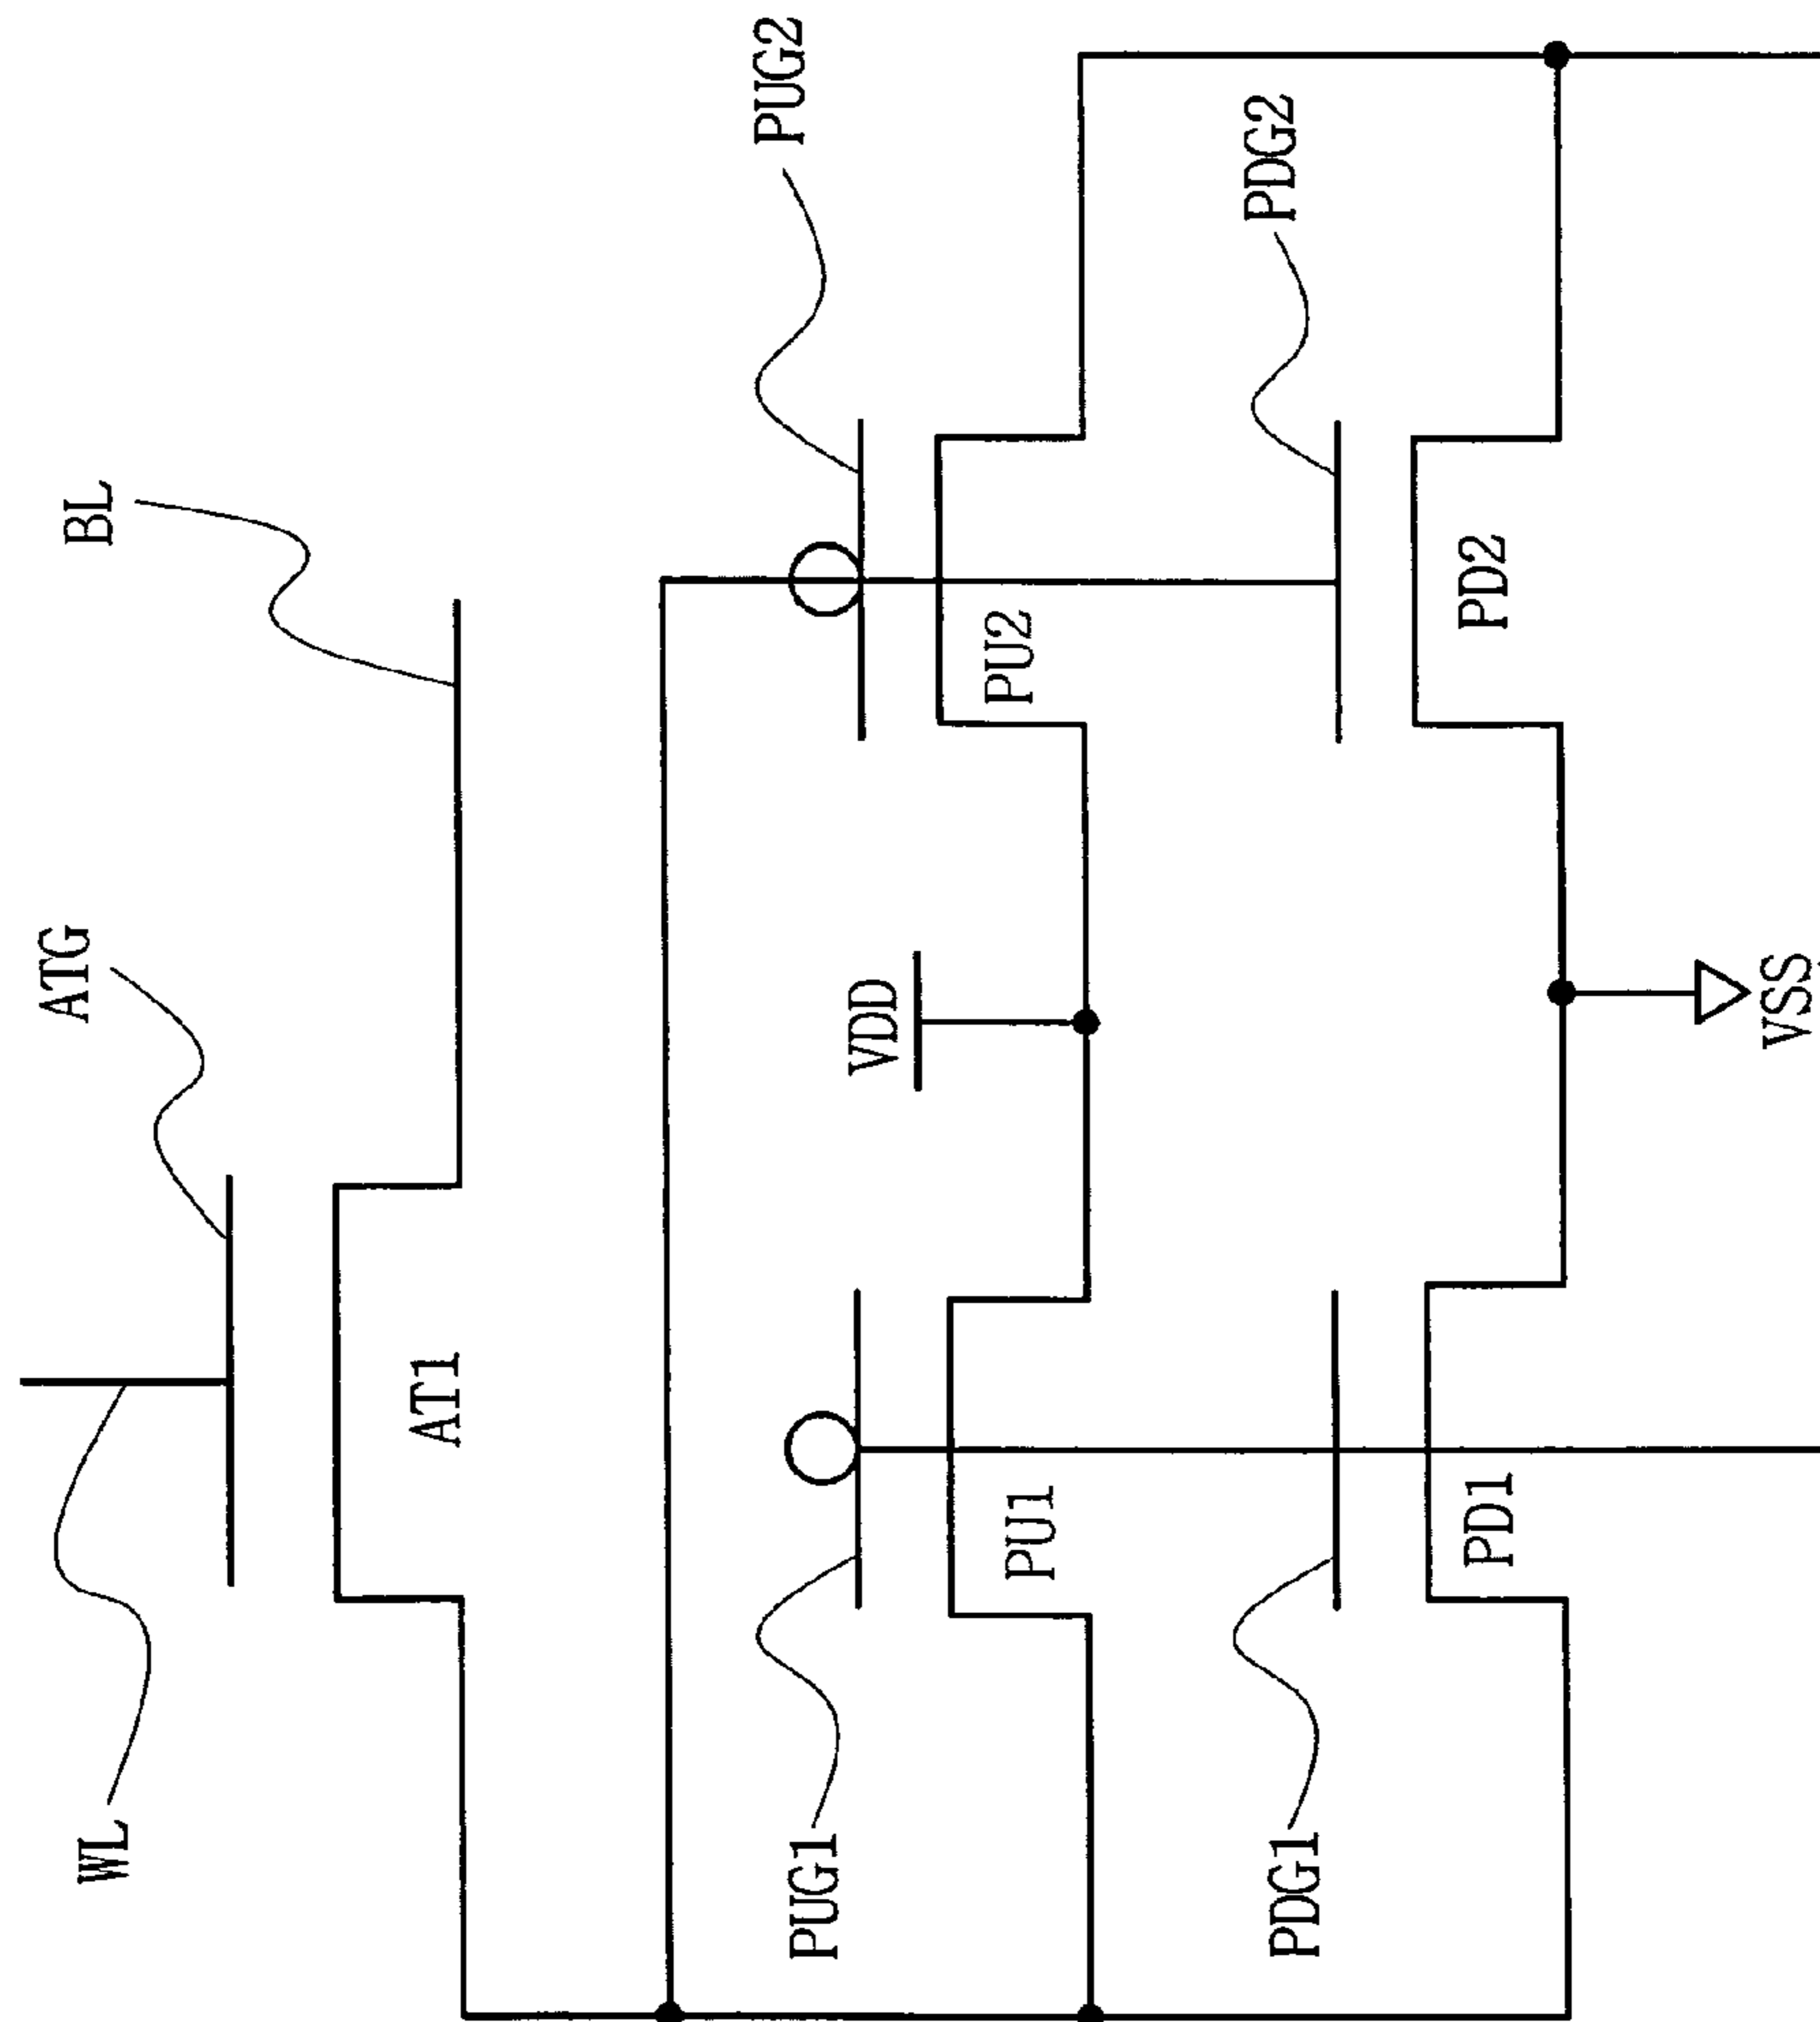 WL
ATG
BL
AT1
PUG1
PU1
VDD
PU2
PUG2
PDG1
PD1
VSS
PD2
PDG2